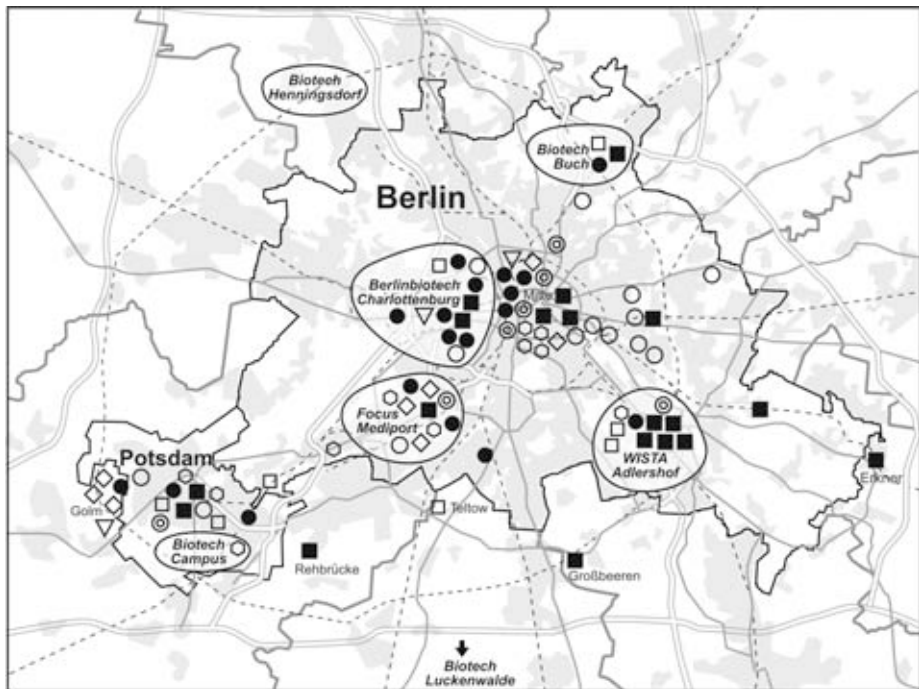 Biotech
Henningsdorf
Biotech
Buch
Berlin
Berlinbiotech
Charlottenburg
Mitte
Focus
Mediport
WISTA
Adlershof
Potsdam
Golm
Erkner
Teltow
Biotech
Campus
Rehbrücke
Großbeeren
Biotech
Luckenwalde